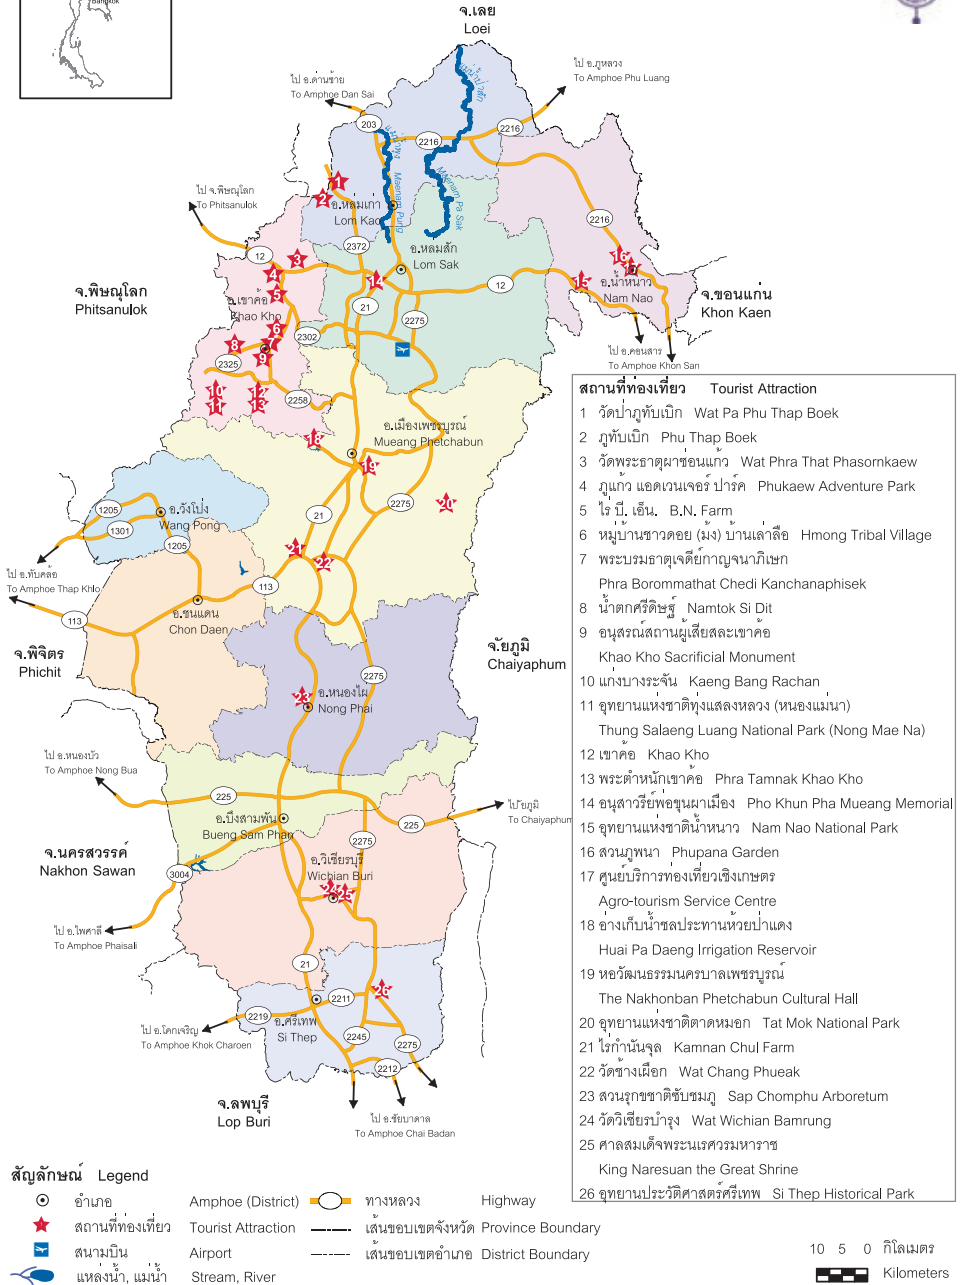 Bangkok
จ.เลย
Loei
ไป อ.ด่านซ้าย
To Amphoe Dan Sai
ไป อ.ภูหลวง
To Amphoe Phu Luang
แม่น้ำป่าสัก
203
2216
2216
แม่น้ำพุง
Maenam Pung
Maenam Pa Sak
ไป จ.พิษณุโลก
To Phitsanulok
1
2
อ.หล่มเก่า
Lom Kao
2216
12
3
2372
อ.หล่มสัก
Lom Sak
16
17
4
14
12
15
อ.น้ำหนาว
Nam Nao
จ.พิษณุโลก
Phitsanulok
5
อ.เขาค้อ
Khao Kho
21
2275
จ.ขอนแก่น
Khon Kaen
6
2302
7
8
9
2325
ไป อ.คอนสาร
To Amphoe Khon San
10
11
12
13
2258
18
อ.เมืองเพชรบูรณ์
Mueang Phetchabun
19
20
2275
21
1205
อ.วังโป่ง
Wang Pong
1301
1205
21
22
ไป อ.ทับคล้อ
To Amphoe Thap Khlo
113
113
อ.ชนแดน
Chon Daen
จ.พิจิตร
Phichit
จ.ชัยภูมิ
Chaiyaphum
2275
23
อ.หนองไผ่
Nong Phai
ไป อ.หนองบัว
To Amphoe Nong Bua
225
อ.บึงสามพัน
Bueng Sam Phan
225
ไปชัยภูมิ
To Chaiyaphum
2275
จ.นครสวรรค์
Nakhon Sawan
3004
อ.วิเชียรบุรี
Wichian Buri
24
25
ไป อ.ไพศาลี
To Amphoe Phaisali
21
26
2211
2219
อ.ศรีเทพ
Si Thep
ไป อ.โคกเจริญ
To Amphoe Khok Charoen
2245
2275
2212
จ.ลพบุรี
Lop Buri
ไป อ.ชัยบาดาล
To Amphoe Chai Badan
สถานที่ท่องเที่ยว Tourist Attraction
1 วัดป่าภูทับเบิก Wat Pa Phu Thap Boek
2 ภูทับเบิก Phu Thap Boek
3 วัดพระธาตุผาซ่อนแก้ว Wat Phra That Phasornkaew
4 ภูแก้ว แอดเวนเจอร์ ปาร์ค Phukaew Adventure Park
5 ไร่ บี. เอ็น. B.N. Farm
6 หมู่บ้านชาวดอย (ม้ง) บ้านเล่าลือ Hmong Tribal Village
7 พระบรมธาตุเจดีย์กาญจนาภิเษก
Phra Borommathat Chedi Kanchanaphisek
8 น้ำตกศรีดิษฐ์ Namtok Si Dit
9 อนุสรณ์สถานผู้เสียสละเขาค้อ
Khao Kho Sacrificial Monument
10 แก่งบางระจัน Kaeng Bang Rachan
11 อุทยานแห่งชาติทุ่งแสลงหลวง (หนองแม่นา)
Thung Salaeng Luang National Park (Nong Mae Na)
12 เขาค้อ Khao Kho
13 พระตำหนักเขาค้อ Phra Tamnak Khao Kho
14 อนุสาวรีย์พ่อขุนผาเมือง Pho Khun Pha Mueang Memorial
15 อุทยานแห่งชาติน้ำหนาว Nam Nao National Park
16 สวนภูพนา Phupana Garden
17 ศูนย์บริการท่องเที่ยวเชิงเกษตร
Agro-tourism Service Centre
18 อ่างเก็บน้ำชลประทานห้วยป่าแดง
Huai Pa Daeng Irrigation Reservoir
19 หอวัฒนธรรมนครบาลเพชรบูรณ์
The Nakhonban Phetchabun Cultural Hall
20 อุทยานแห่งชาติตาดหมอก Tat Mok National Park
21 ไร่กำนันจุล Kamnan Chul Farm
22 วัดช้างเผือก Wat Chang Phueak
23 สวนรุกขชาติซับชมภู Sap Chomphu Arboretum
24 วัดวิเชียรบำรุง Wat Wichian Bamrung
25 ศาลสมเด็จพระนเรศวรมหาราช
King Naresuan the Great Shrine
26 อุทยานประวัติศาสตร์ศรีเทพ Si Thep Historical Park
สัญลักษณ์ Legend
อำเภอ Amphoe (District)
ทางหลวง Highway
สถานที่ท่องเที่ยว Tourist Attraction
เส้นขอบเขตจังหวัด Province Boundary
สนามบิน Airport
เส้นขอบเขตอำเภอ District Boundary
แหล่งน้ำ, แม่น้ำ Stream, River
10 5 0 กิโลเมตร
Kilometers